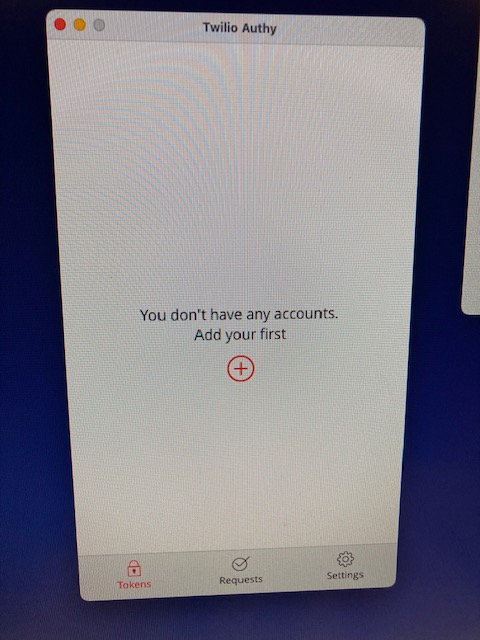 Twilio Authy
You don't have any accounts.
Add your first
Tokens
Requests
Settings